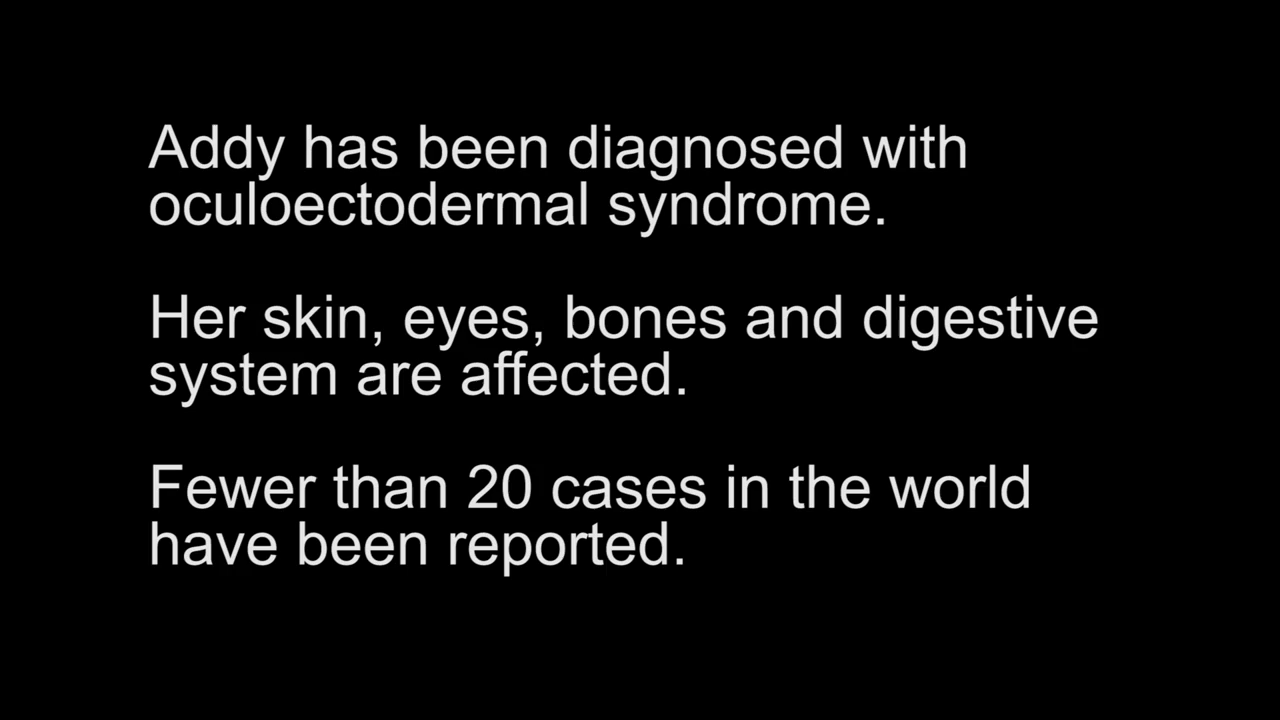 Addy has been diagnosed with
oculoectodermal syndrome.
Her skin, eyes, bones and digestive
system are affected.
Fewer than 20 cases in the world
have been reported.